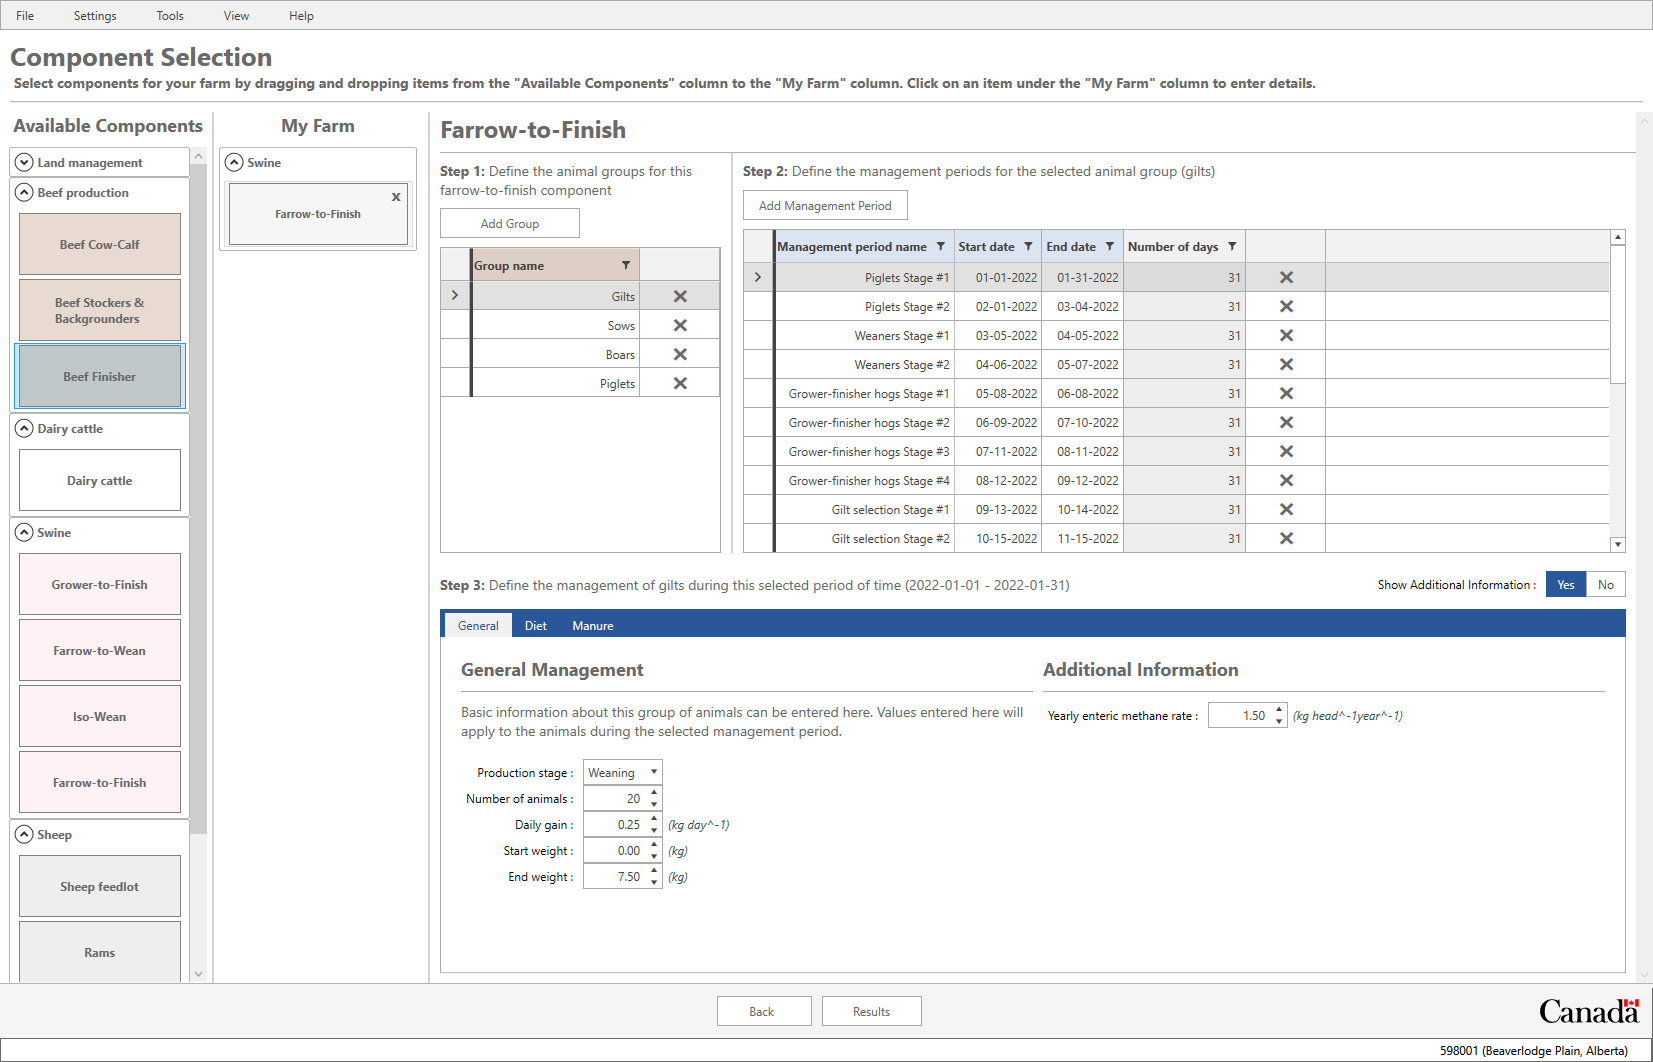 File Settings Tools View Help
Component Selection
Select components for your farm by dragging and dropping items from the "Available Components" column to the "My Farm" column. Click on an item under the "My Farm" column to enter details.
Available Components
Land management
Beef production
Beef Cow-Calf
Beef Stockers &
Backgrounders
Beef Finisher
Dairy cattle
Dairy cattle
Swine
Grower-to-Finish
Farrow-to-Wean
Iso-Wean
Farrow-to-Finish
Sheep
Sheep feedlot
Rams
My Farm
Swine
x
Farrow-to-Finish
Farrow-to-Finish
Step 1: Define the animal groups for this
farrow-to-finish component
Add Group
Group name
Gilts
Sows
Boars
Piglets
Step 2: Define the management periods for the selected animal group (gilts)
Add Management Period
Management period name Start date End date Number of days
Piglets Stage #1 01-01-2022 01-31-2022 31
Piglets Stage #2 02-01-2022 03-04-2022 31
Weaners Stage #1 03-05-2022 04-05-2022 31
Weaners Stage #2 04-06-2022 05-07-2022 31
Grower-finisher hogs Stage #1 05-08-2022 06-08-2022 31
Grower-finisher hogs Stage #2 06-09-2022 07-10-2022 31
Grower-finisher hogs Stage #3 07-11-2022 08-11-2022 31
Grower-finisher hogs Stage #4 08-12-2022 09-12-2022 31
Gilt selection Stage #1 09-13-2022 10-14-2022 31
Gilt selection Stage #2 10-15-2022 11-15-2022 31
Step 3: Define the management of gilts during this selected period of time (2022-01-01 - 2022-01-31)
Show Additional Information : Yes No
General Diet Manure
General Management
Basic information about this group of animals can be entered here. Values entered here will
apply to the animals during the selected management period.
Production stage : Weaning
Number of animals : 20
Daily gain : 0.25 (kg day^-1)
Start weight : 0.00 (kg)
End weight : 7.50 (kg)
Additional Information
Yearly enteric methane rate : 1.50 (kg head^-1year^-1)
Back Results
Canada
598001 (Beaverlodge Plain, Alberta)